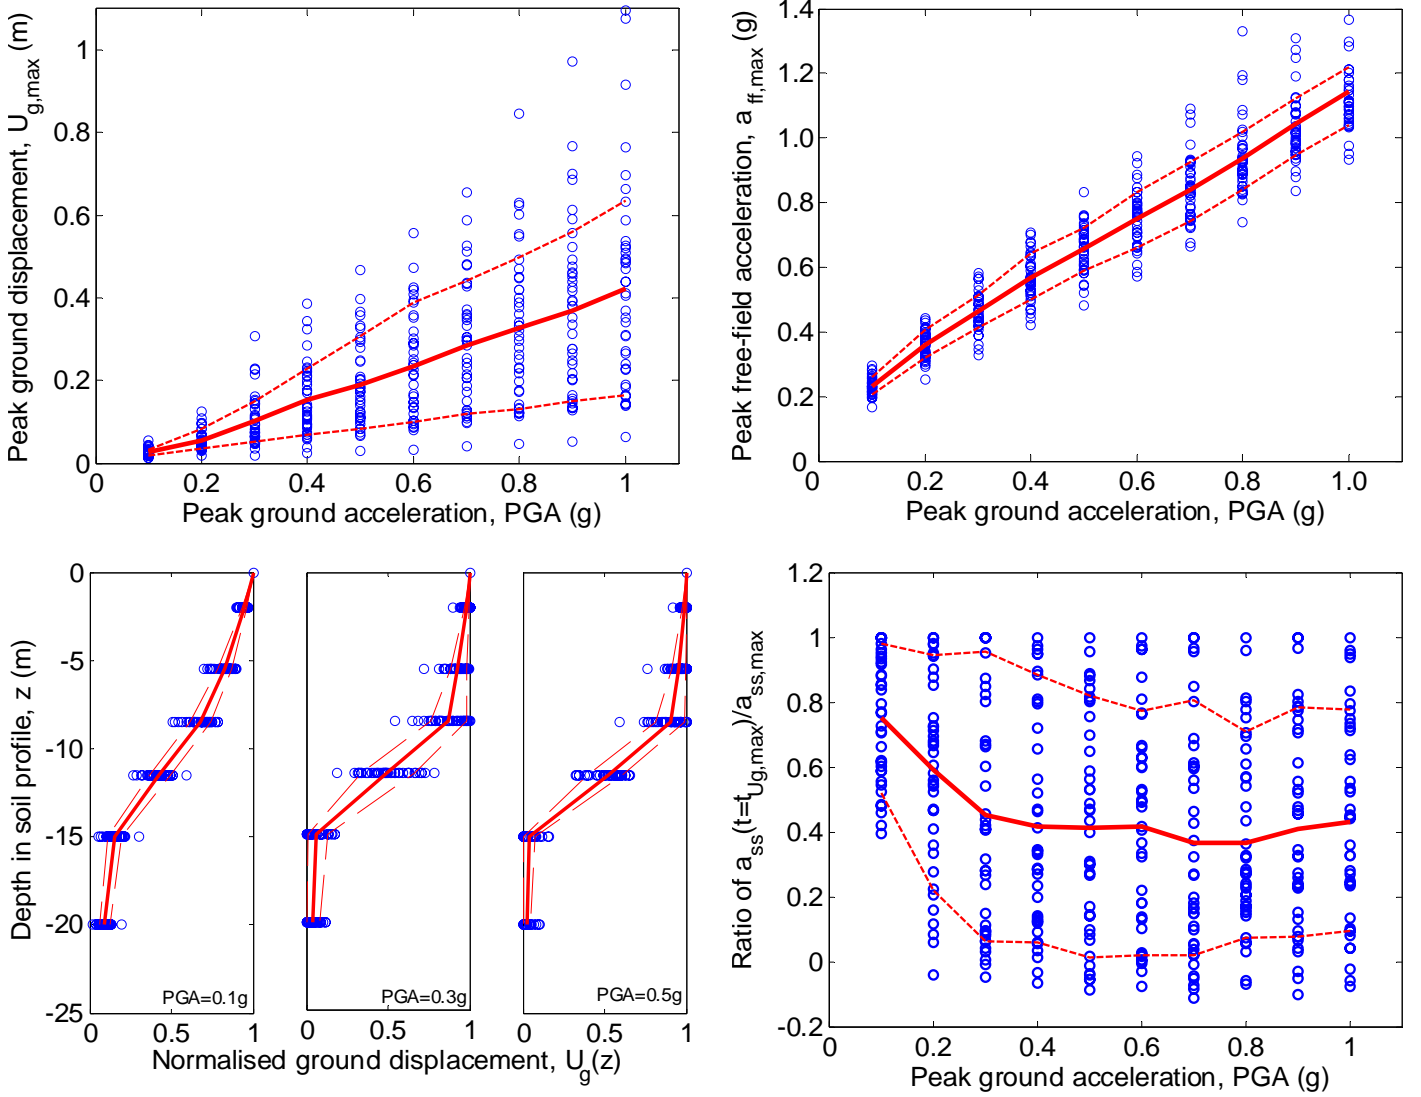 Peak ground displacement, U_g,max (m)
1
0.8
0.6
0.4
0.2
0
0 0.2 0.4 0.6 0.8 1
Peak ground acceleration, PGA (g)
Peak free-field acceleration, a_ff,max (g)
1.4
1.2
1.0
0.8
0.6
0.4
0.2
0
0 0.2 0.4 0.6 0.8 1.0
Peak ground acceleration, PGA (g)
Depth in soil profile, z (m)
0
-5
-10
-15
-20
-25
PGA=0.1g
PGA=0.3g
PGA=0.5g
0 0.5 1 0 0.5 1 0 0.5 1
Normalised ground displacement, U_g(z)
Ratio of a_ss(t=t_Ug,max)/a_ss,max
1.2
1
0.8
0.6
0.4
0.2
0
-0.2
0 0.2 0.4 0.6 0.8 1
Peak ground acceleration, PGA (g)